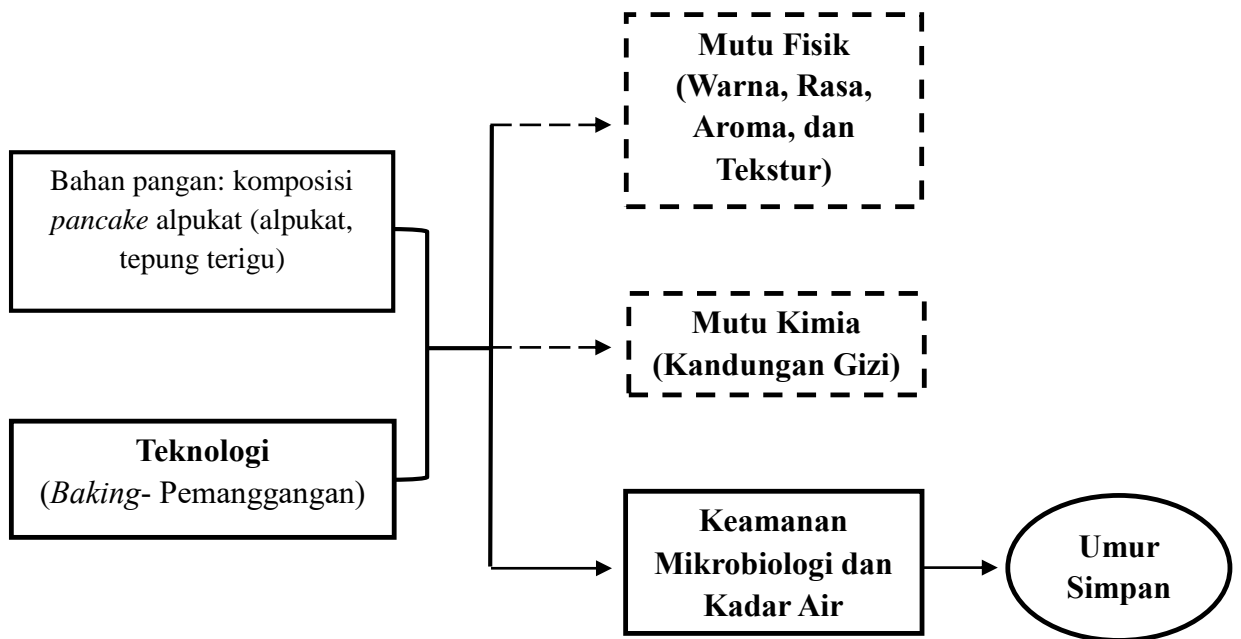 Mutu Fisik
(Warna, Rasa,
Aroma, dan
Tekstur)
Bahan pangan: komposisi
pancake alpukat (alpukat,
tepung terigu)
Mutu Kimia
(Kandungan Gizi)
Teknologi
(Baking- Pemanggangan)
Keamanan
Mikrobiologi dan
Kadar Air
Umur
Simpan